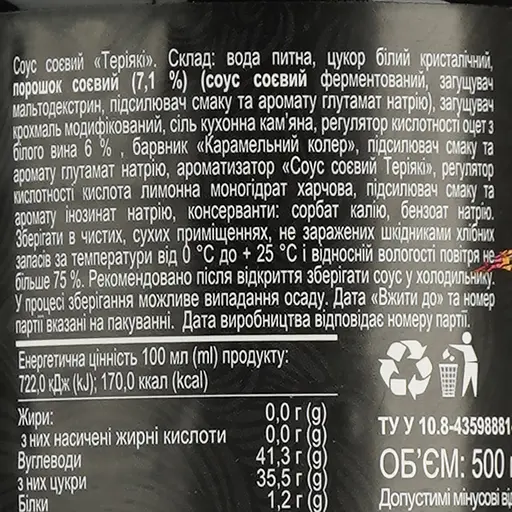 Соус соєвий «Теріякі». Склад: вода питна, цукор білий кристалічний,
порошок соєвий (7,1 %) (соус соєвий ферментований, загущувач
мальтодекстрин, підсилювач смаку та аромату глутамат натрію), загущувач
крохмаль модифікований, сіль кухонна кам'яна, регулятор кислотності оцет з
білого вина 6 % , барвник «Карамельний колер», підсилювач смаку та
аромату глутамат натрію, ароматизатор «Соус соєвий Теріякі», регулятор
кислотності кислота лимонна моногідрат харчова, підсилювач смаку та
аромату інозинат натрію, консерванти: сорбат калію, бензоат натрію.
Зберігати в чистих, сухих приміщеннях, не заражених шкідниками хлібних
запасів за температури від 0 °С до + 25 °С і відносній вологості повітря не
більше 75 %. Рекомендовано після відкриття зберігати соус у холодильнику.
У процесі зберігання можливе випадання осаду. Дата «Вжити до» та номер
партії вказані на пакуванні. Дата виробництва відповідає номеру партії.
Енергетична цінність 100 мл (ml) продукту:
722,0 кДж (kJ); 170,0 ккал (kcal)
Жири: 0,0 г (g)
з них насичені жирні кислоти 0,0 г (g)
Вуглеводи 41,3 г (g)
з них цукри 35,5 г (g)
Білки 1,2 г (g)
ТУ У 10.8-43598881-
ОБ'ЄМ: 500
Допустимі мінусові від